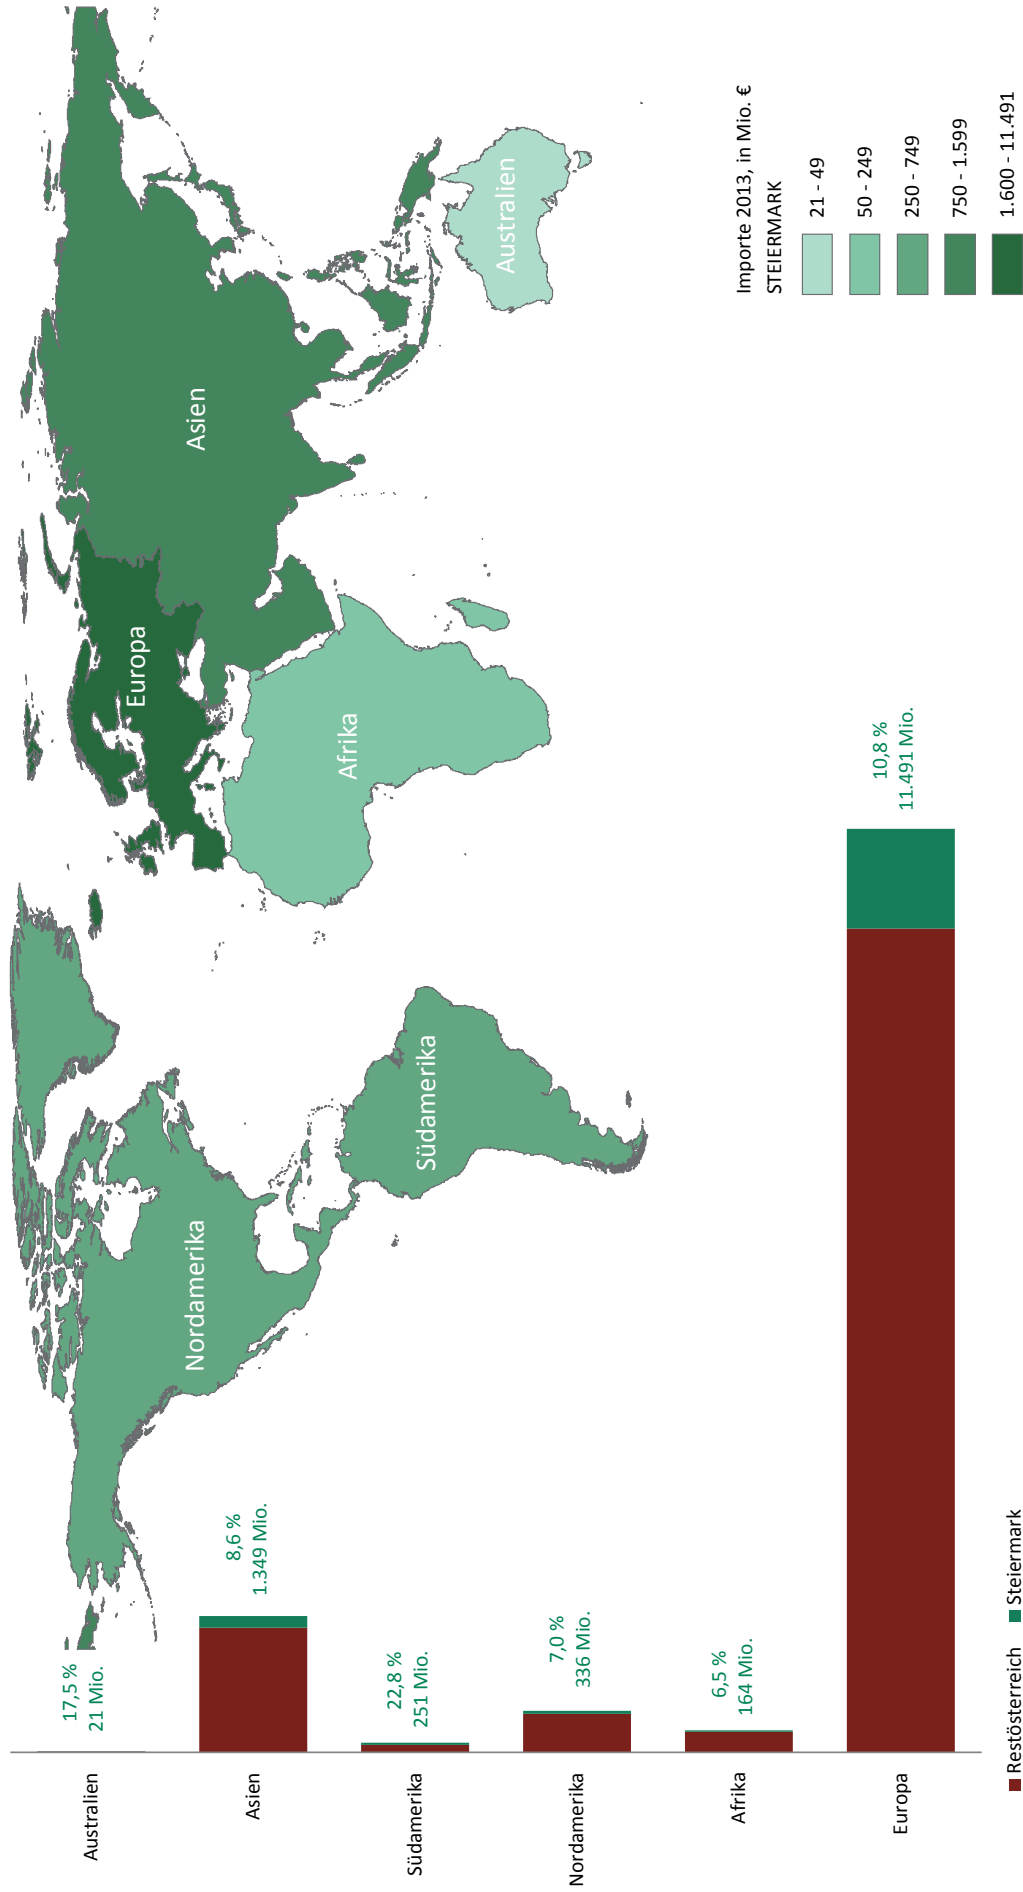 Europa
Asien
Nordamerika
Afrika
Südamerika
Australien
Importe 2013, in Mio. €
STEIERMARK
21 - 49
50 - 249
250 - 749
750 - 1.599
1.600 - 11.491
17,5 %
21 Mio.
8,6 %
1.349 Mio.
22,8 %
251 Mio.
7,0 %
336 Mio.
6,5 %
164 Mio.
10,8 %
11.491 Mio.
Australien
Asien
Südamerika
Nordamerika
Afrika
Europa
Restösterreich
Steiermark